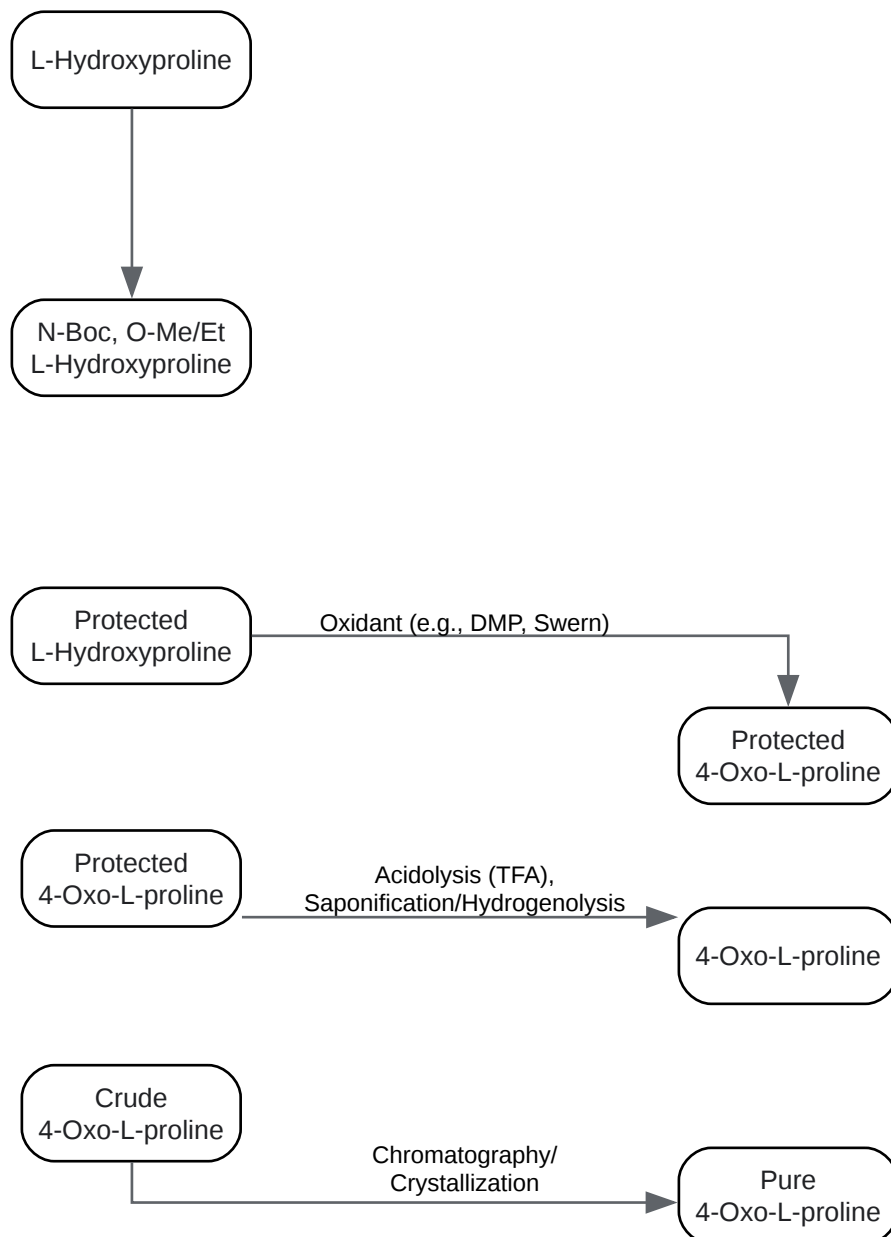 L-Hydroxyproline
N-Boc, O-Me/Et
L-Hydroxyproline
Protected
L-Hydroxyproline
Oxidant (e.g., DMP, Swern)
Protected
4-Oxo-L-proline
Protected
4-Oxo-L-proline
Acidolysis (TFA),
Saponification/Hydrogenolysis
4-Oxo-L-proline
Crude
4-Oxo-L-proline
Chromatography/
Crystallization
Pure
4-Oxo-L-proline